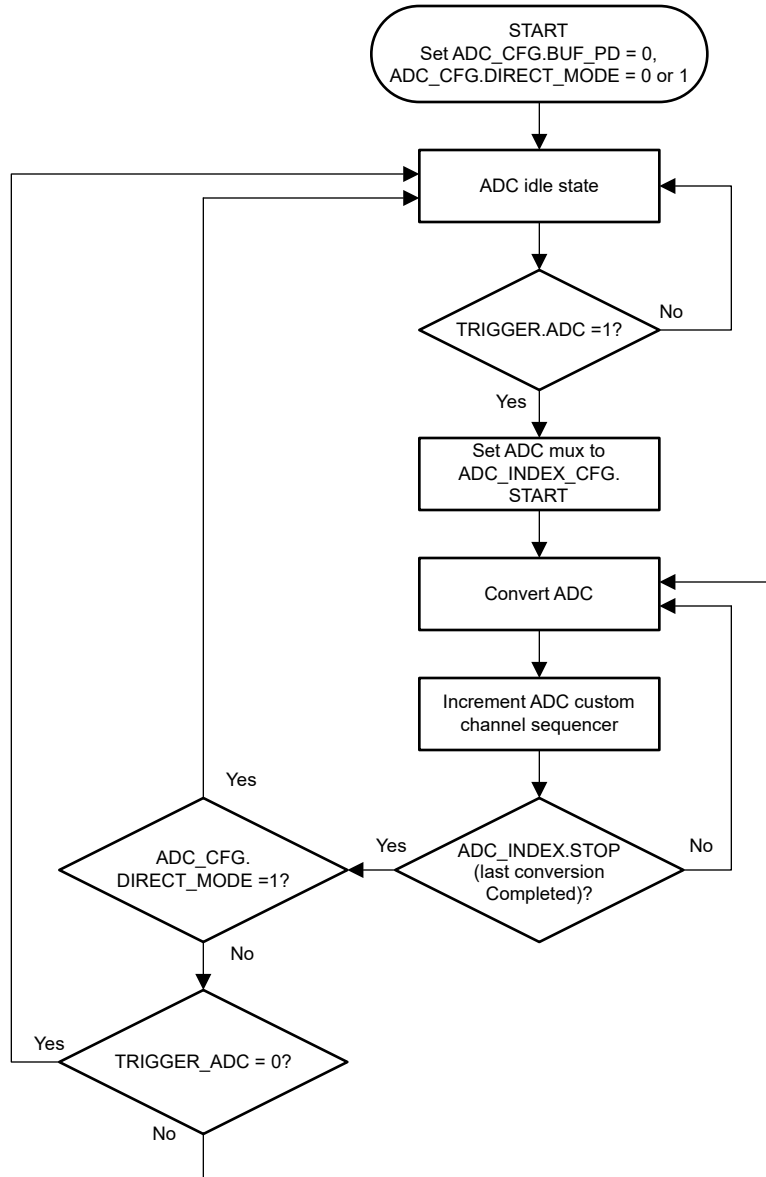 START
Set ADC_CFG.BUF_PD = 0,
ADC_CFG.DIRECT_MODE = 0 or 1
ADC idle state
TRIGGER.ADC =1?
No
Yes
Set ADC mux to
ADC_INDEX_CFG.
START
Convert ADC
Increment ADC custom
channel sequencer
Yes
ADC_CFG.
DIRECT_MODE =1?
Yes
ADC_INDEX.STOP
(last conversion
Completed)?
No
No
Yes
TRIGGER_ADC = 0?
No